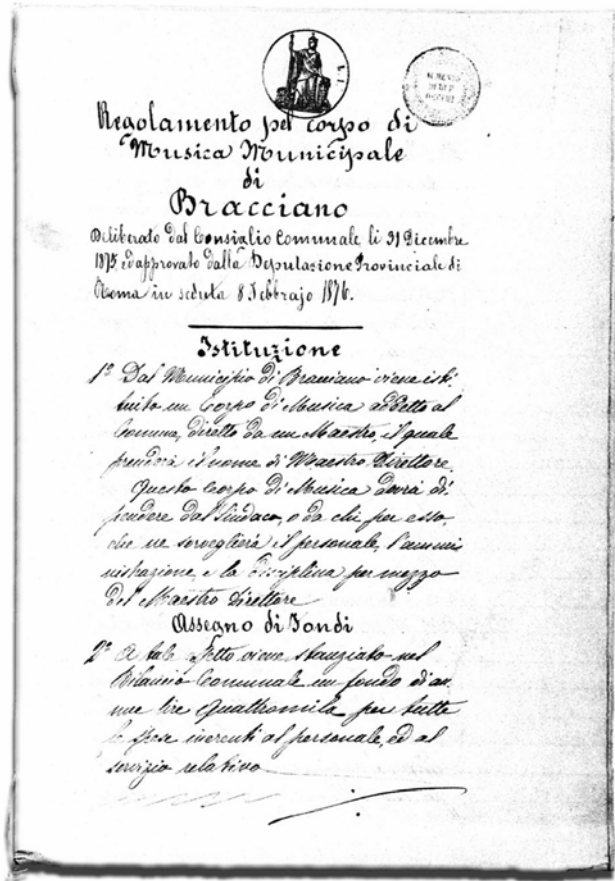 Regolamento pel corpo di
Musica Municipale
di
Bracciano
Deliberato dal Consiglio Comunale li 31 Dicembre
1875, ed approvato dalla Deputazione Provinciale di
Roma in seduta 8 Febbrajo 1876.
Istituzione
1º Dal Municipio di Bracciano viene isti:
tuito un Corpo di Musica addetto al
Comune, diretto da un Maestro, il quale
prenderà il nome di Maestro Direttore.
Questo Corpo di Musica dovrà di:
pendere dal Sindaco, o da chi per esso,
che ne sorveglierà il personale, l'ammi
nistrazione, e la disciplina per mezzo
del Maestro Direttore
Assegno di Fondi
2º A tale effetto viene stanziato nel
Bilancio Comunale un fondo di an
nue lire Quattromila per tutte
le spese inerenti al personale, ed al
servizio relativo